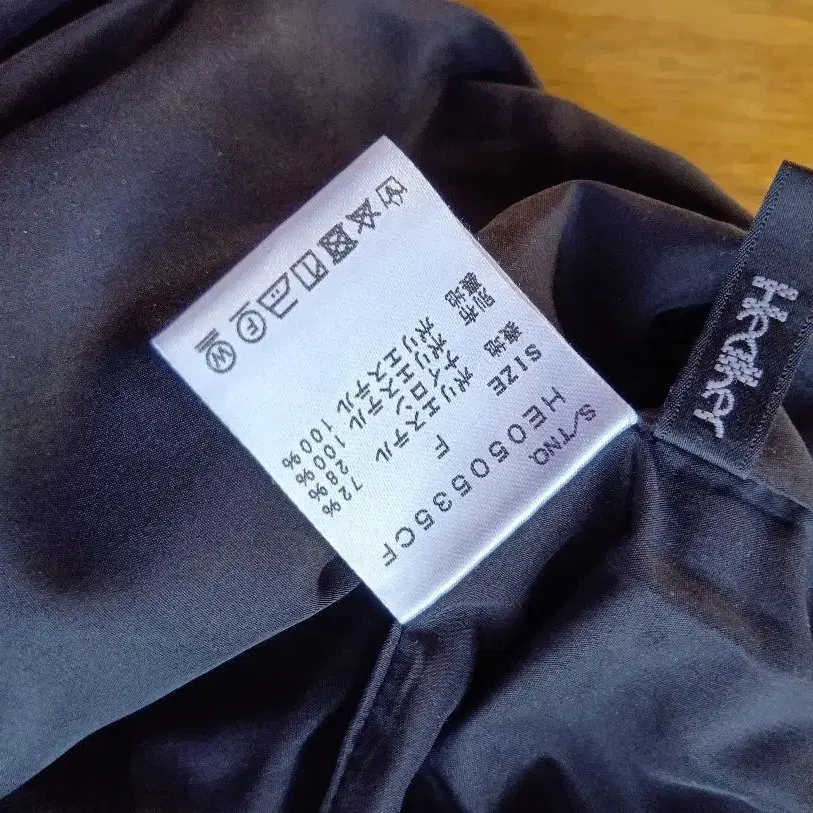 S/TNO.
HE050535CF
SIZE F
表地 ポリエステル 72%
ナイロン 28%
別布 ポリエステル 100%
裏地 ポリエステル 100%
F
W
Heather